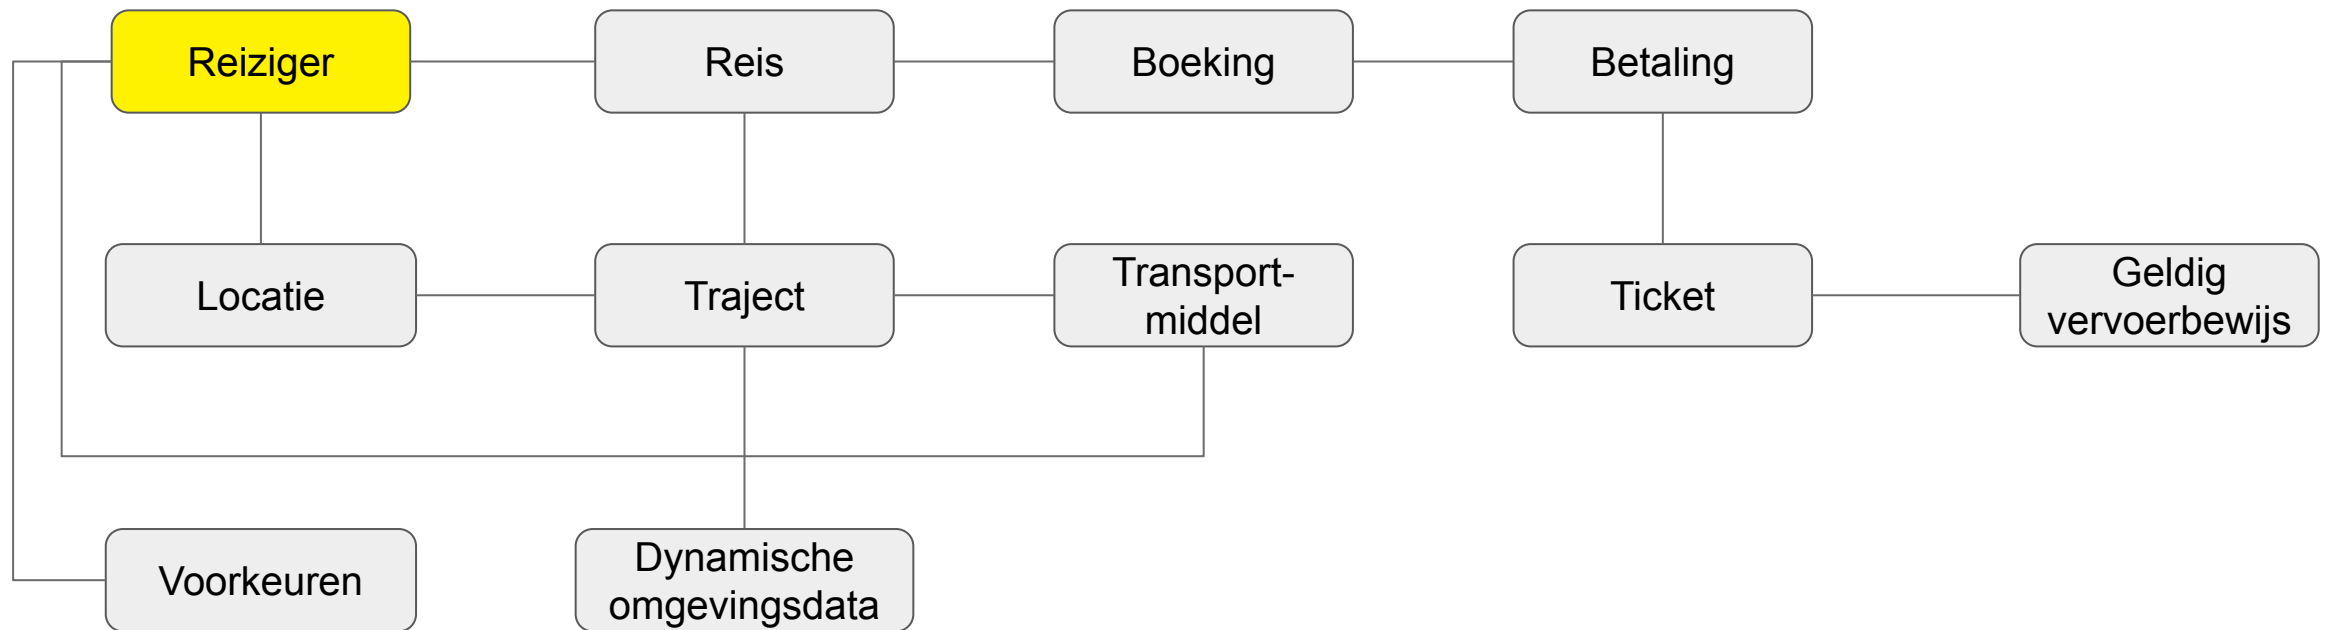 Reiziger
Reis
Boeking
Betaling
Locatie
Traject
Transport-
middel
Ticket
Geldig
vervoerbewijs
Voorkeuren
Dynamische
omgevingsdata